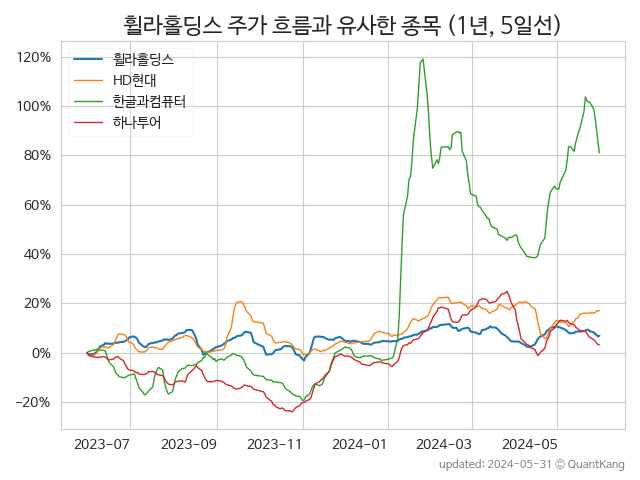 휠라홀딩스 주가 흐름과 유사한 종목 (1년, 5일선)
휠라홀딩스
HD현대
한글과컴퓨터
하나투어
120%
100%
80%
60%
40%
20%
0%
−20%
2023-07
2023-09
2023-11
2024-01
2024-03
2024-05
updated: 2024-05-31 © QuantKang